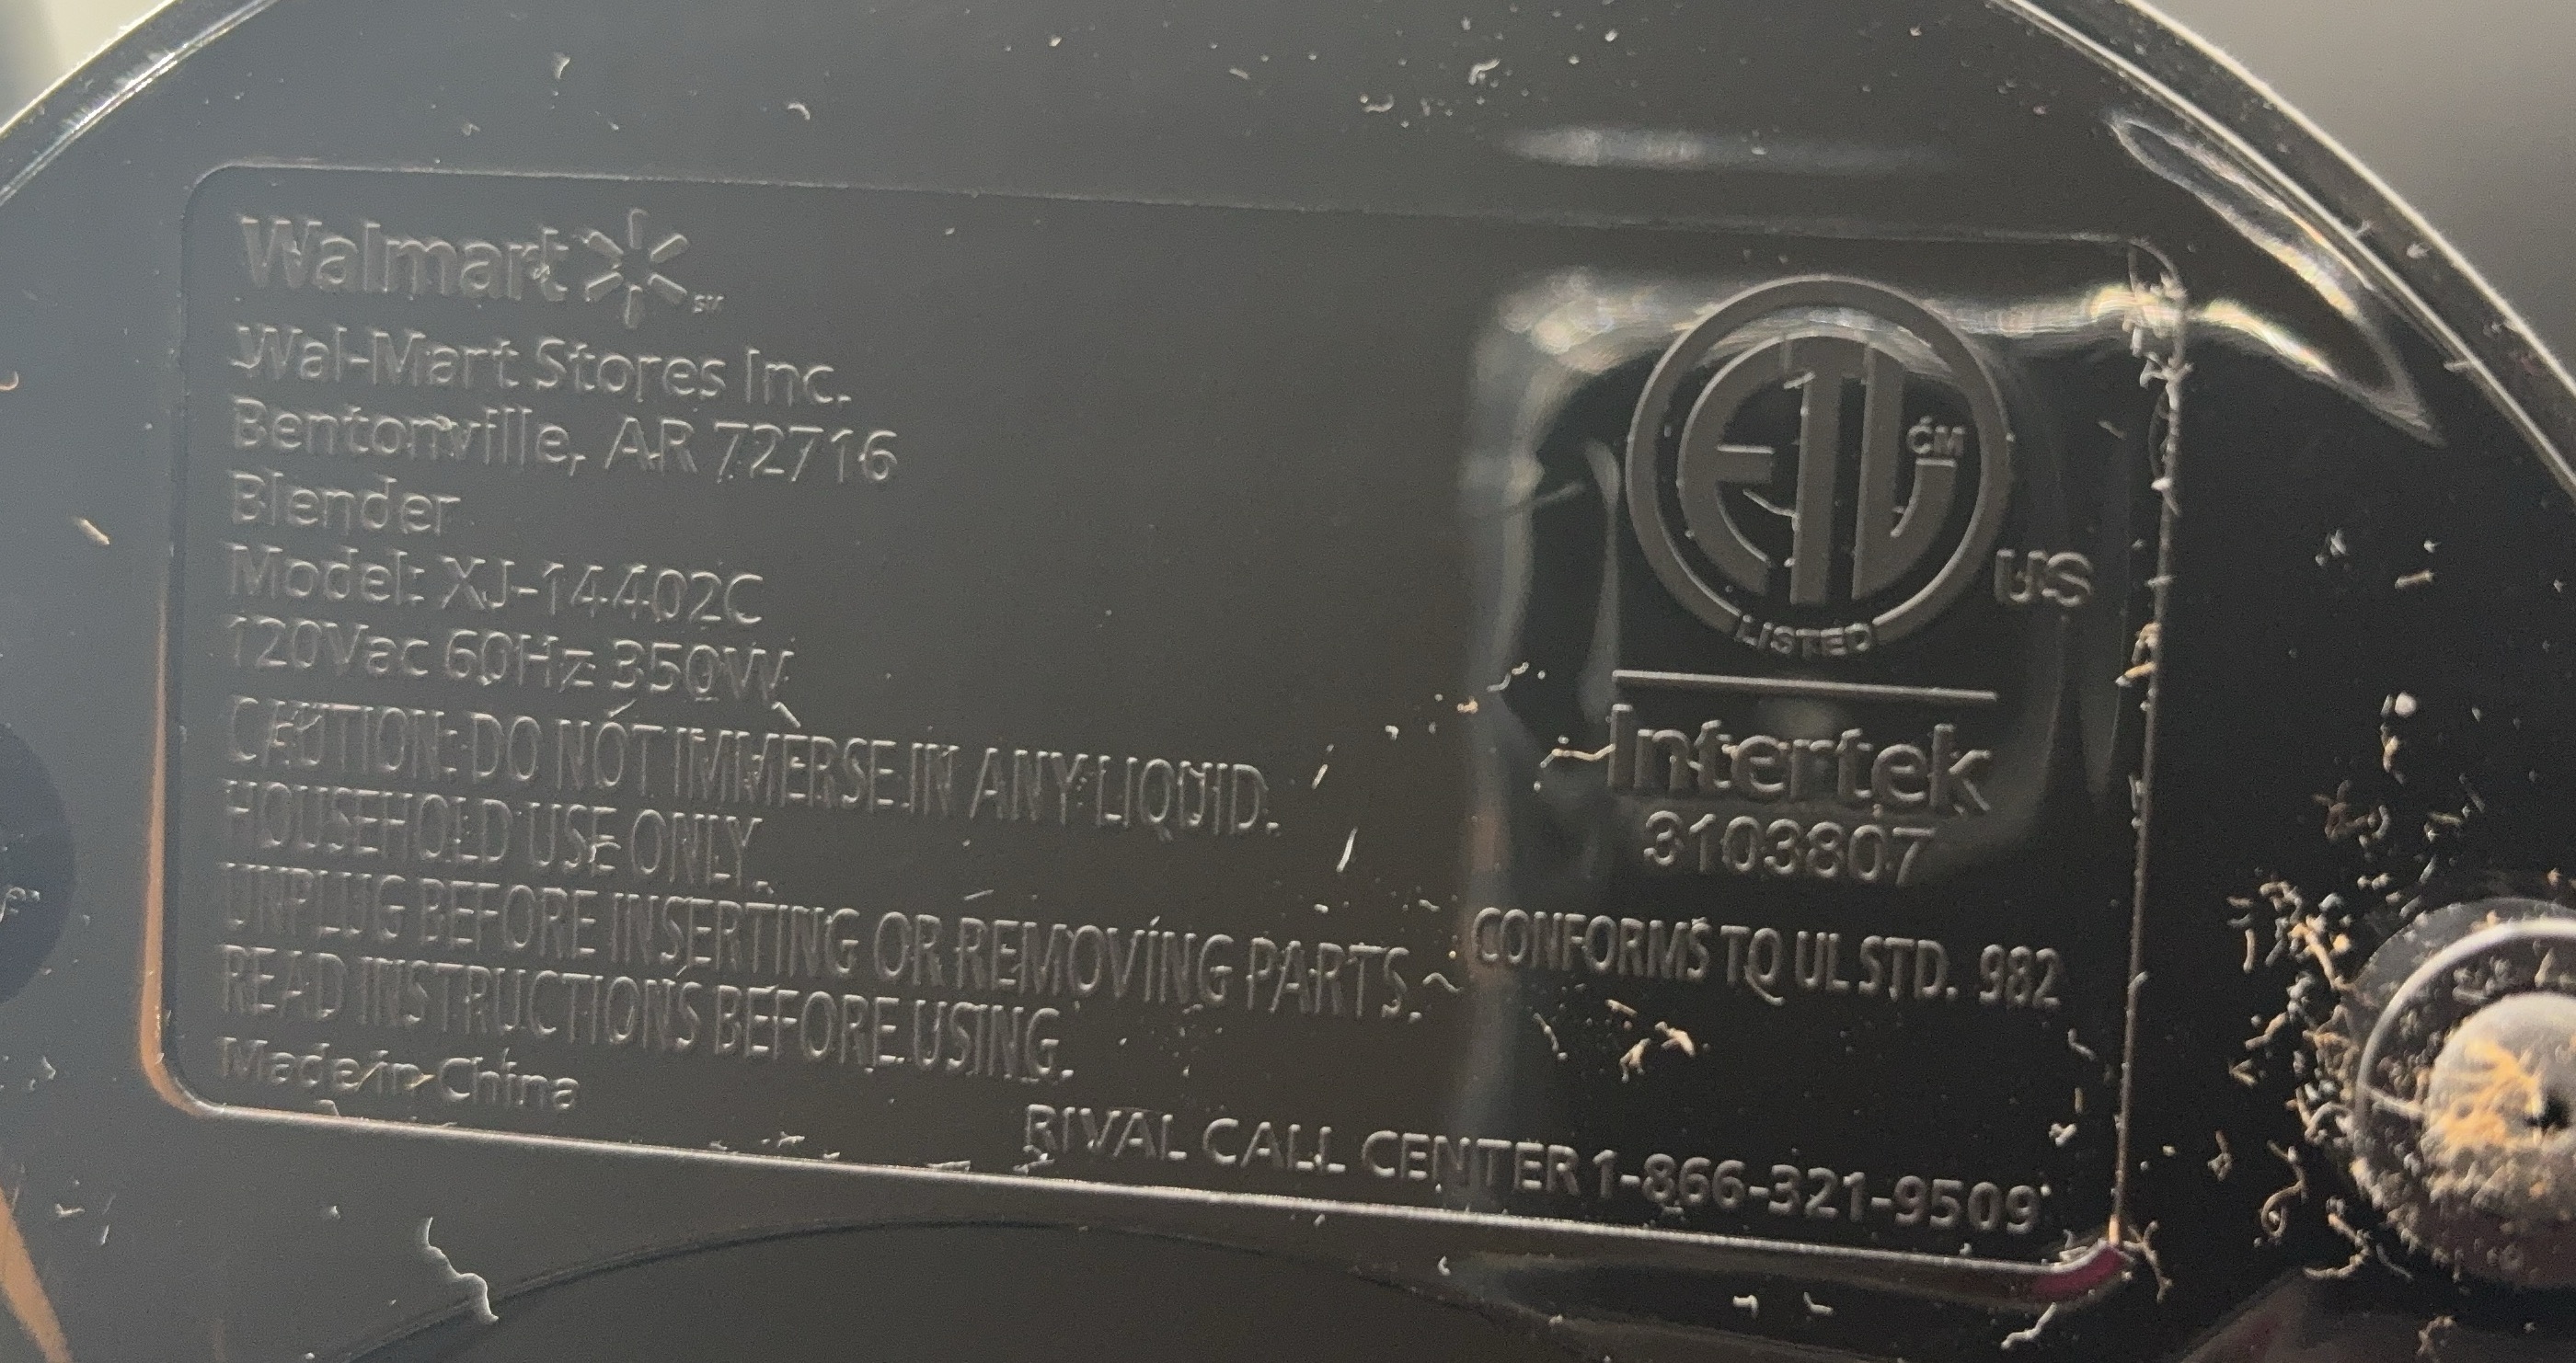 Walmart SM
Wal-Mart Stores Inc.
Bentonville, AR 72716
Blender
Model: XJ-14402C
120Vac 60Hz 350W
CAUTION: DO NOT IMMERSE IN ANY LIQUID.
HOUSEHOLD USE ONLY.
UNPLUG BEFORE INSERTING OR REMOVING PARTS.
READ INSTRUCTIONS BEFORE USING.
Made in China
ETL CM
US
LISTED
Intertek
3103807
CONFORMS TO UL STD. 982
RIVAL CALL CENTER 1-866-321-9509